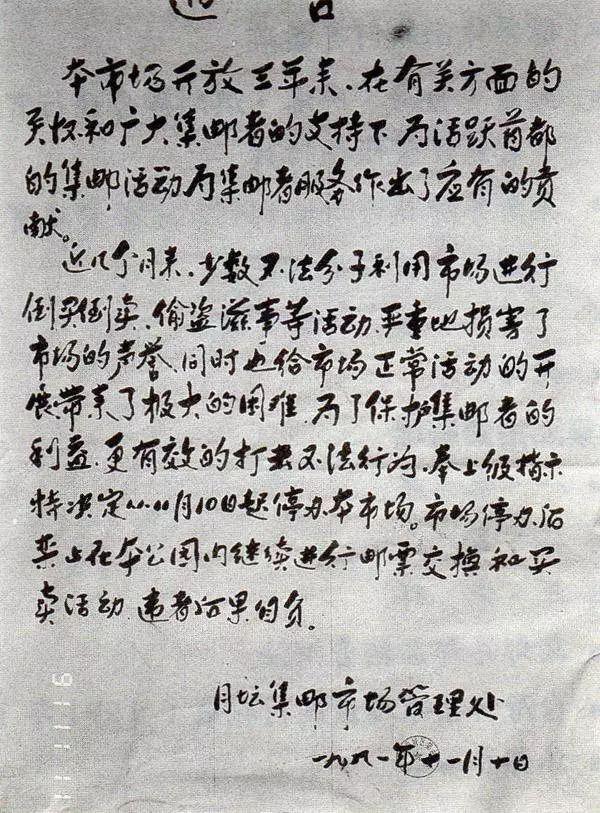 通告
本市场开放三年来、在有关方面的
关怀和广大集邮者的支持下为活跃首都
的集邮活动为集邮者服务作出了应有的贡
献。
近几个月来、少数不法分子利用市场进行
倒买倒卖、偷盗滋事等活动、严重地损害了
市场的声誉、同时也给市场正常活动的开
展带来了极大的困难、为了保护集邮者的
利益、更有效的打击不法行为、奉上级指示
特决定从11月10日起停办本市场。市场停办后
禁止在本公园内继续进行邮票交换和买
卖活动、违者后果自负。
月坛集邮市场管理处
一九九一年十一月十日